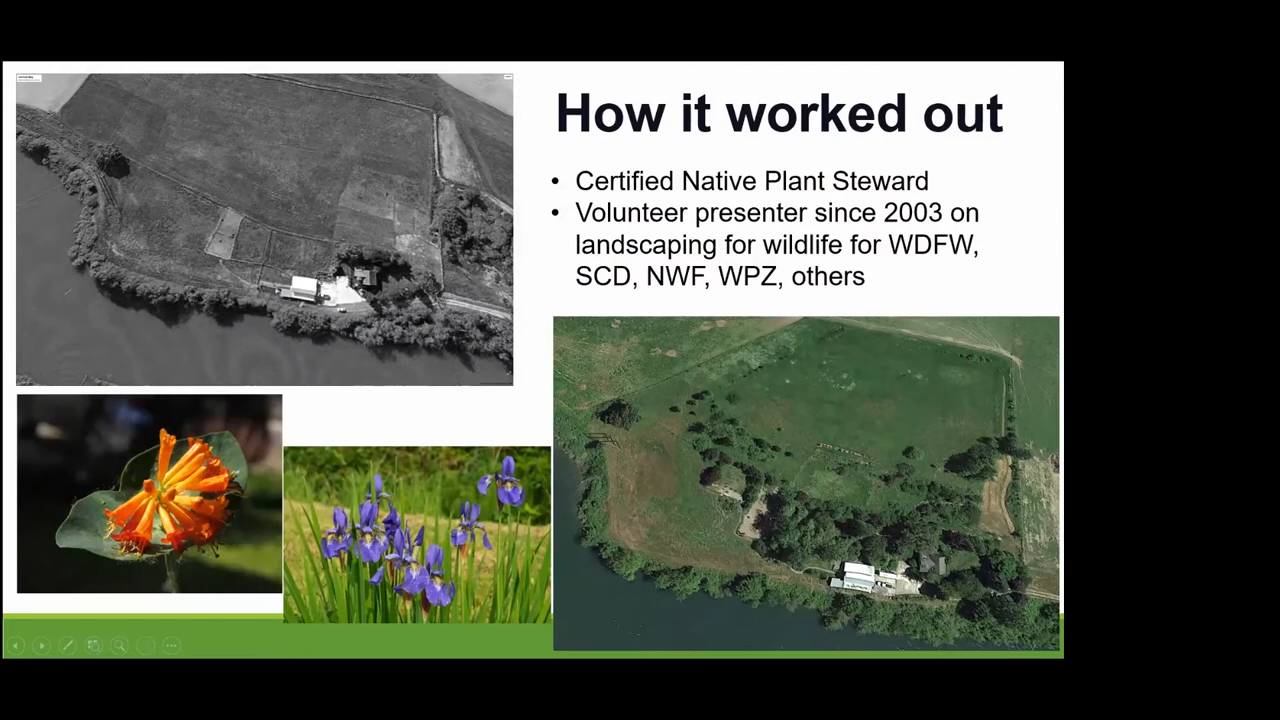 How it worked out
• Certified Native Plant Steward
• Volunteer presenter since 2003 on
landscaping for wildlife for WDFW,
SCD, NWF, WPZ, others